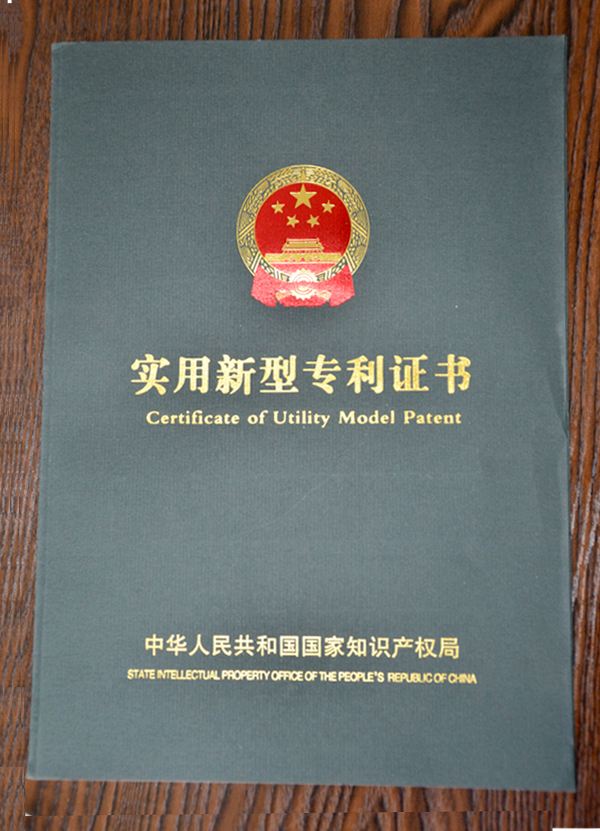 实用新型专利证书
Certificate of Utility Model Patent
中华人民共和国国家知识产权局
STATE INTELLECTUAL PROPERTY OFFICE OF THE PEOPLE'S REPUBLIC OF CHINA